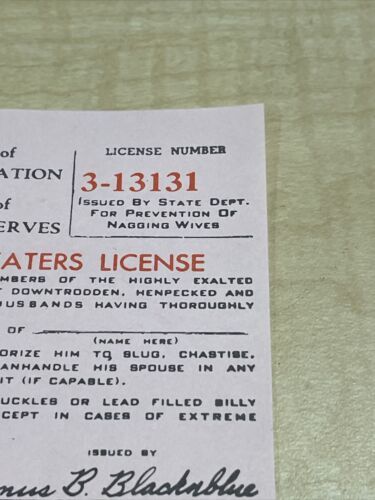 of
LICENSE NUMBER
ATION
3-13131
of
ISSUED BY STATE DEPT.
FOR PREVENTION OF
ERVES
NAGGING WIVES
ATERS LICENSE
MBERS OF THE HIGHLY EXALTED
T DOWNTRODDEN, HENPECKED AND
USBANDS HAVING THOROUGHLY
OF
(NAME HERE)
ORIZE HIM TO SLUG, CHASTISE,
ANHANDLE HIS SPOUSE IN ANY
IT (IF CAPABLE).
UCKLES OR LEAD FILLED BILLY
CEPT IN CASES OF EXTREME
ISSUED BY
mus B. Blacknblue